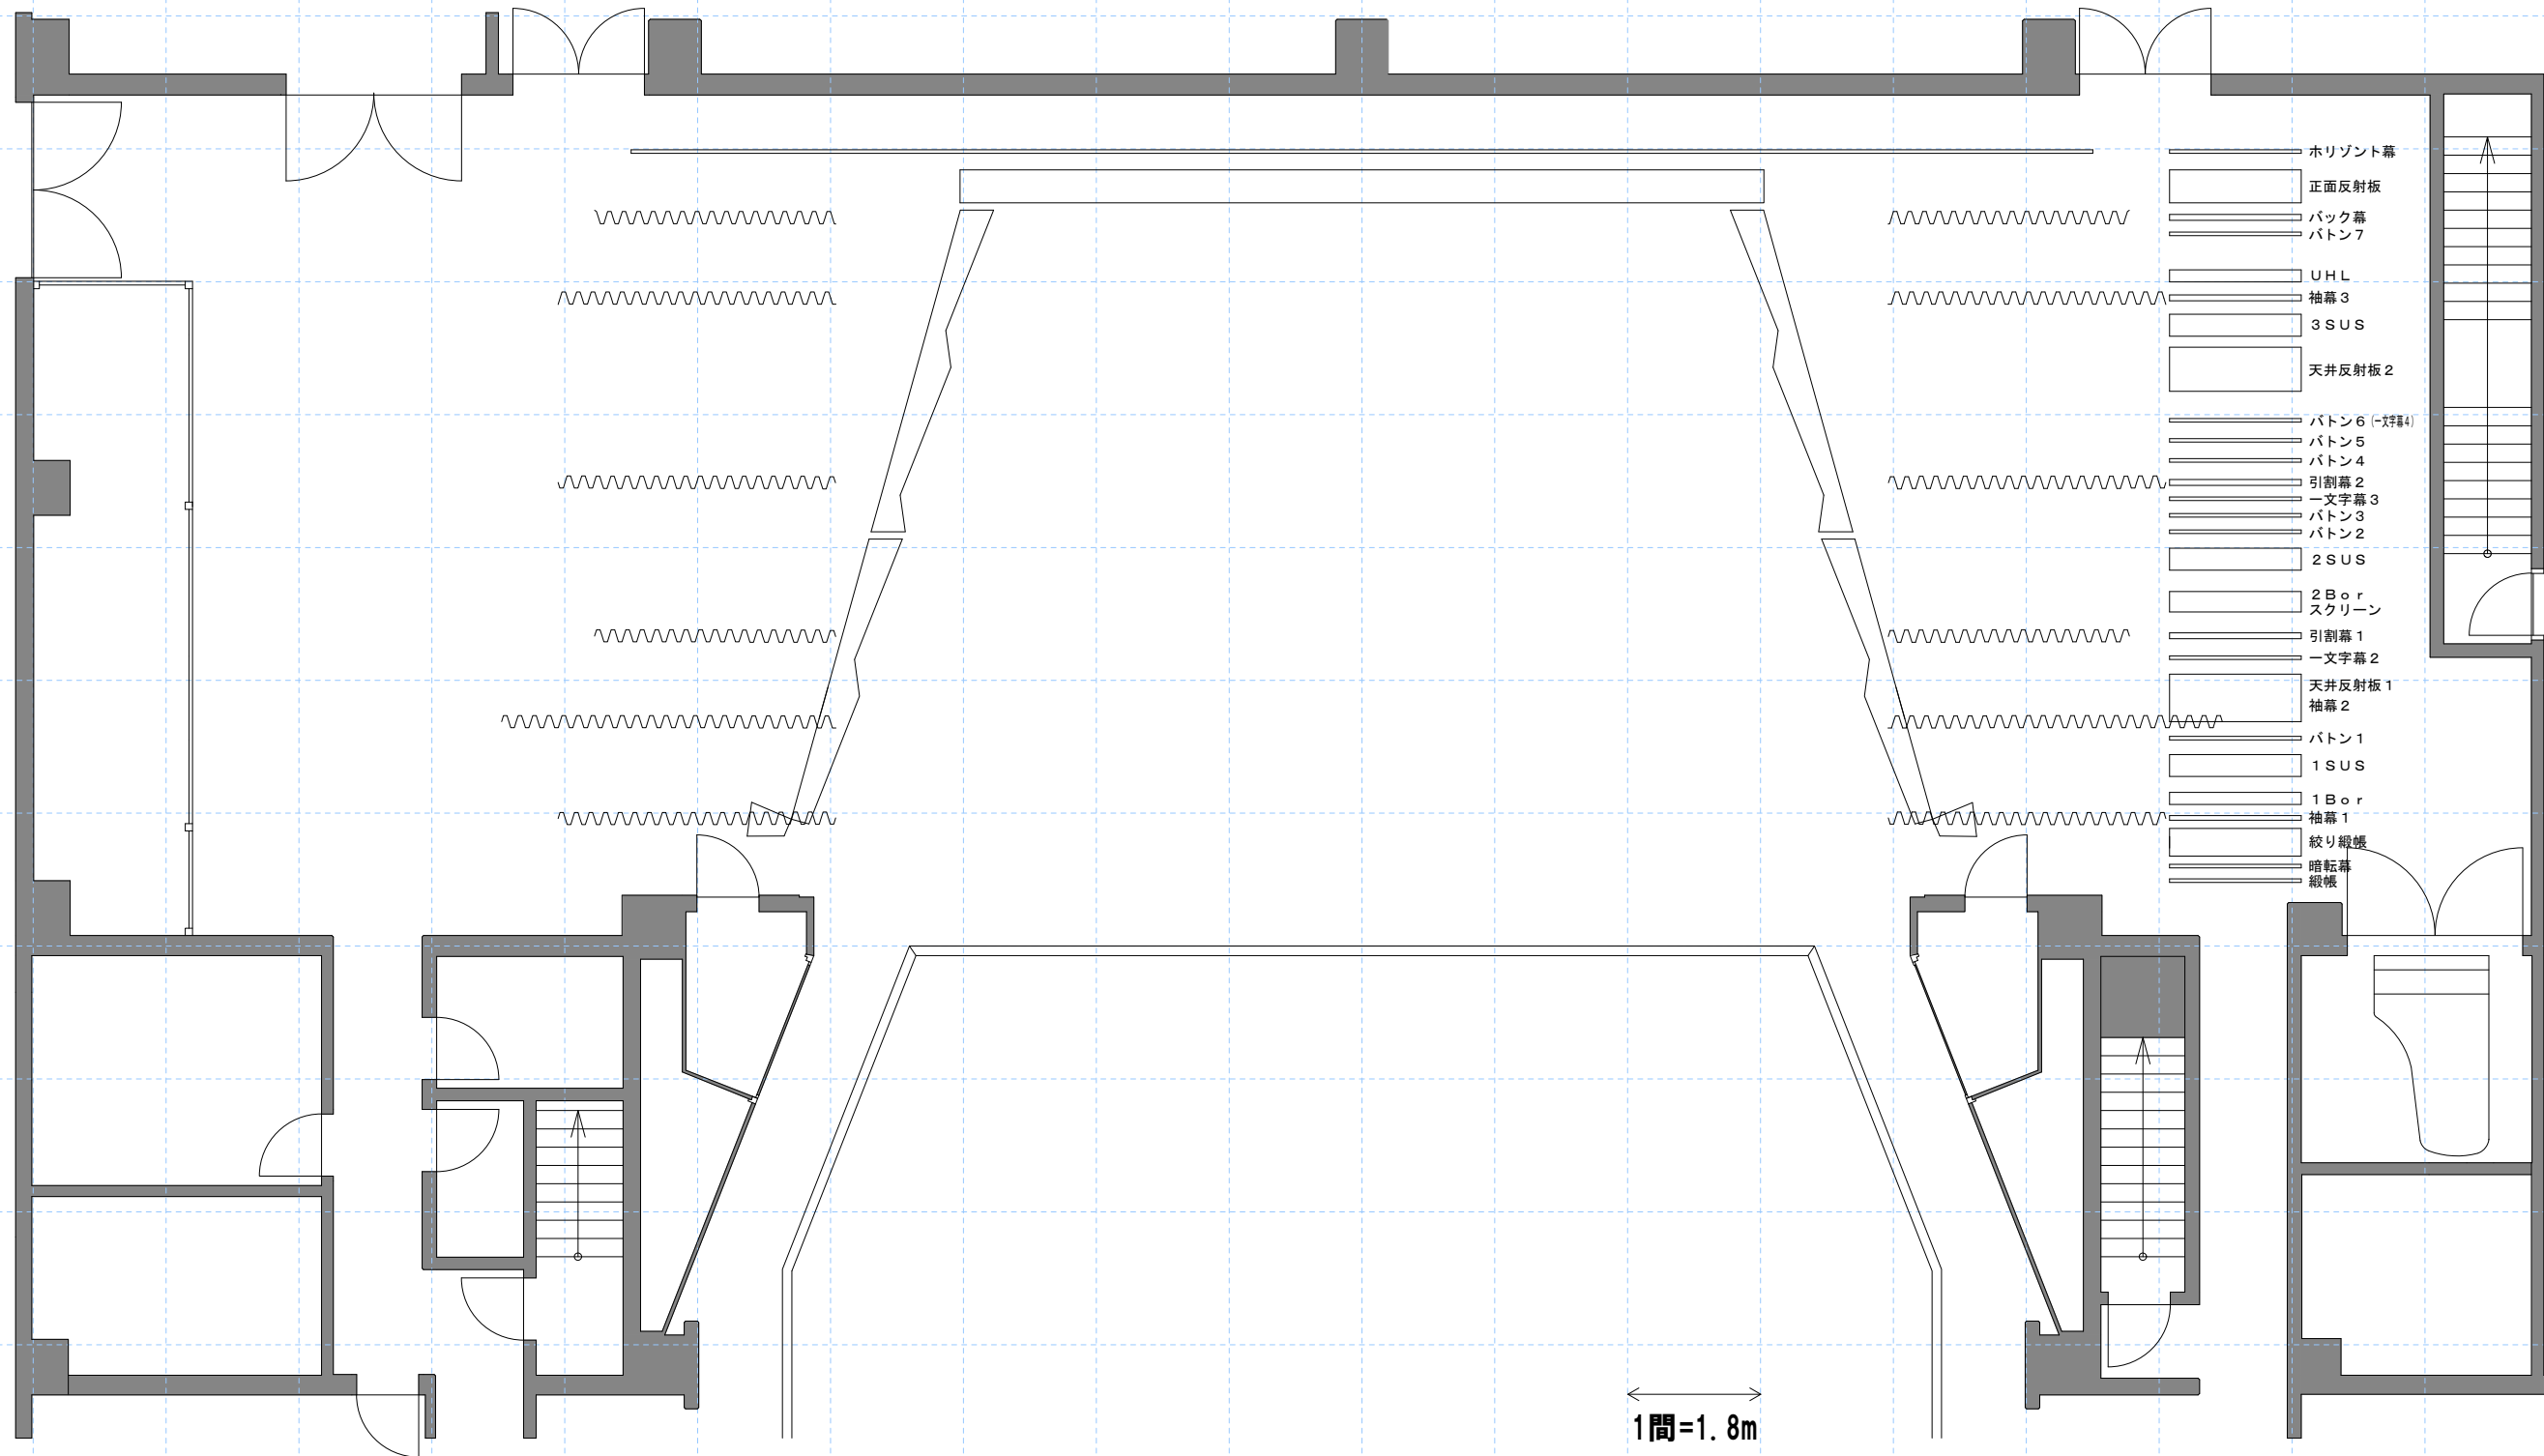 ホリゾント幕
正面反射板
バック幕
バトン７
ＵＨＬ
袖幕３
３ＳＵＳ
天井反射板２
バトン６(一文字幕4)
バトン５
バトン４
引割幕２
一文字幕３
バトン３
バトン２
２ＳＵＳ
２Ｂｏｒ
スクリーン
引割幕１
一文字幕２
天井反射板１
袖幕２
バトン１
１ＳＵＳ
１Ｂｏｒ
袖幕１
絞り緞帳
暗転幕
緞帳
1間=1.8m